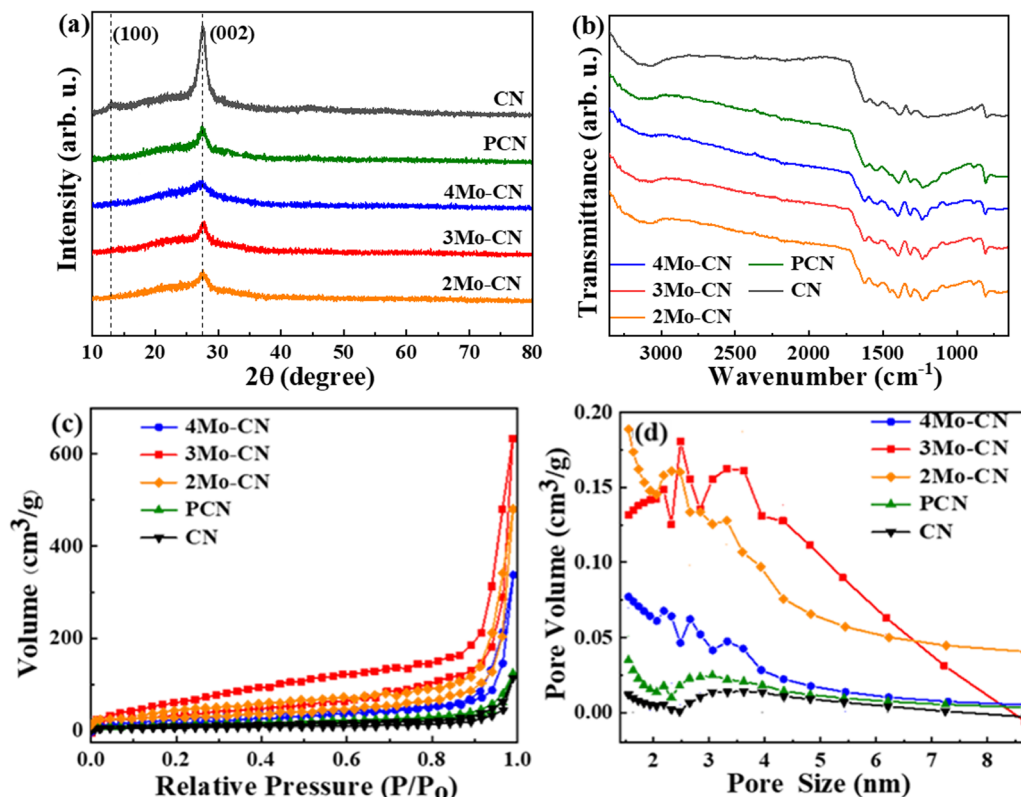 (a)
(100)
(002)
CN
PCN
4Mo-CN
3Mo-CN
2Mo-CN
Intensity (arb. u.)
10 20 30 40 50 60 70 80
2θ (degree)
(b)
Transmittance (arb. u.)
4Mo-CN
PCN
3Mo-CN
CN
2Mo-CN
3000 2500 2000 1500 1000
Wavenumber (cm⁻¹)
(c)
4Mo-CN
3Mo-CN
2Mo-CN
PCN
CN
Volume (cm³/g)
600
400
200
0
0.0 0.2 0.4 0.6 0.8 1.0
Relative Pressure (P/P₀)
(d)
4Mo-CN
3Mo-CN
2Mo-CN
PCN
CN
Pore Volume (cm³/g)
0.20
0.15
0.10
0.05
0.00
2 3 4 5 6 7 8
Pore Size (nm)